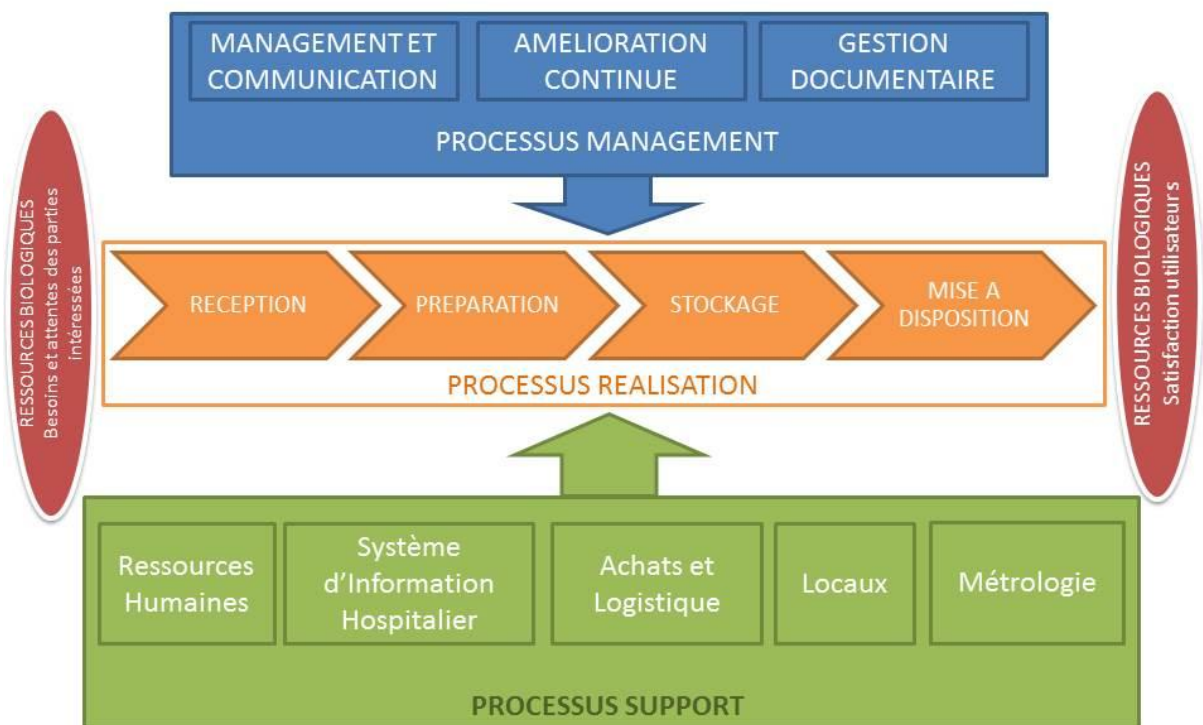 MANAGEMENT ET
COMMUNICATION
AMELIORATION
CONTINUE
GESTION
DOCUMENTAIRE
PROCESSUS MANAGEMENT
RESSOURCES BIOLOGIQUES
Besoins et attentes des parties
intéressées
RECEPTION
PREPARATION
STOCKAGE
MISE A
DISPOSITION
PROCESSUS REALISATION
RESSOURCES BIOLOGIQUES
Satisfaction utilisateurs
Ressources
Humaines
Système
d'Information
Hospitalier
Achats et
Logistique
Locaux
Métrologie
PROCESSUS SUPPORT